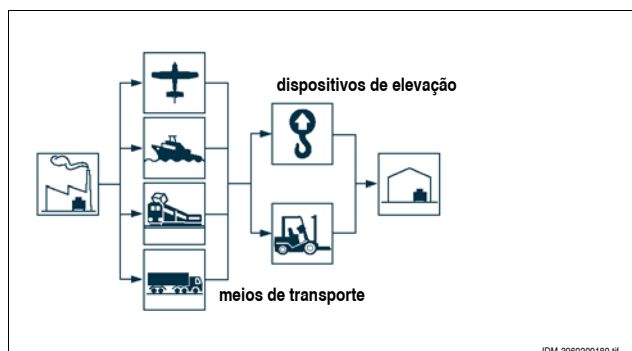 dispositivos de elevação
meios de transporte